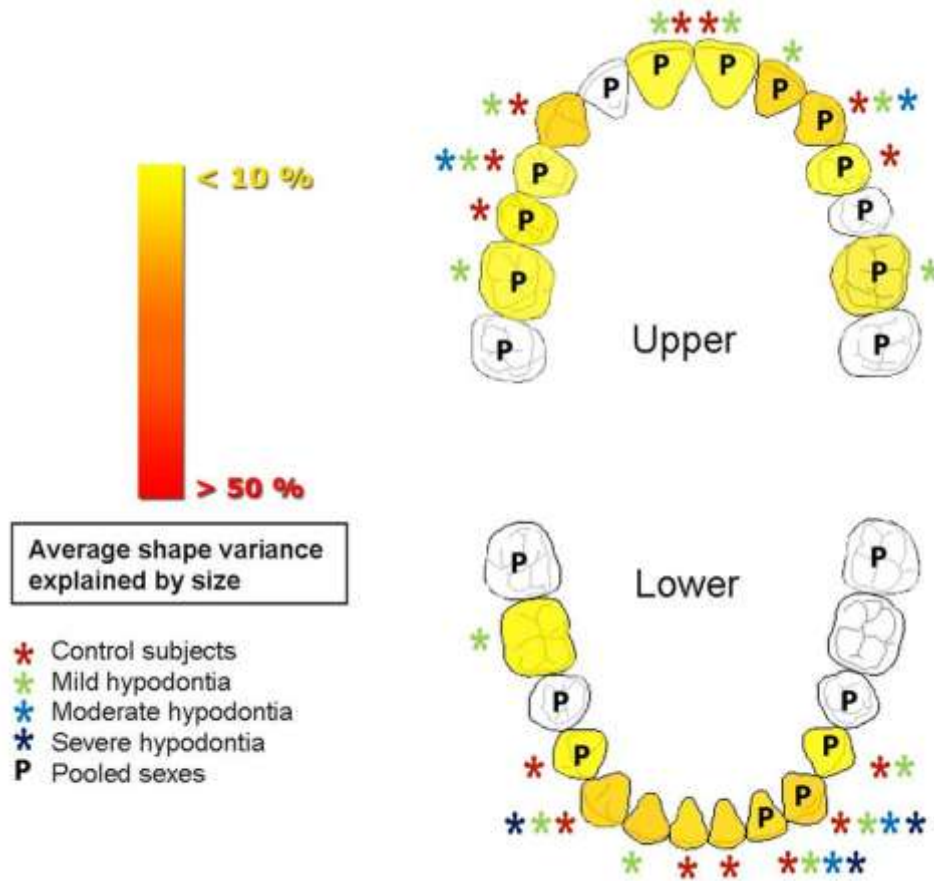 P P
P P
P
P P
P P
P P
Upper
P P
< 10 %
> 50 %
Average shape variance
explained by size
Lower
P P
P P
P P
P
P
* Control subjects
* Mild hypodontia
* Moderate hypodontia
* Severe hypodontia
P Pooled sexes